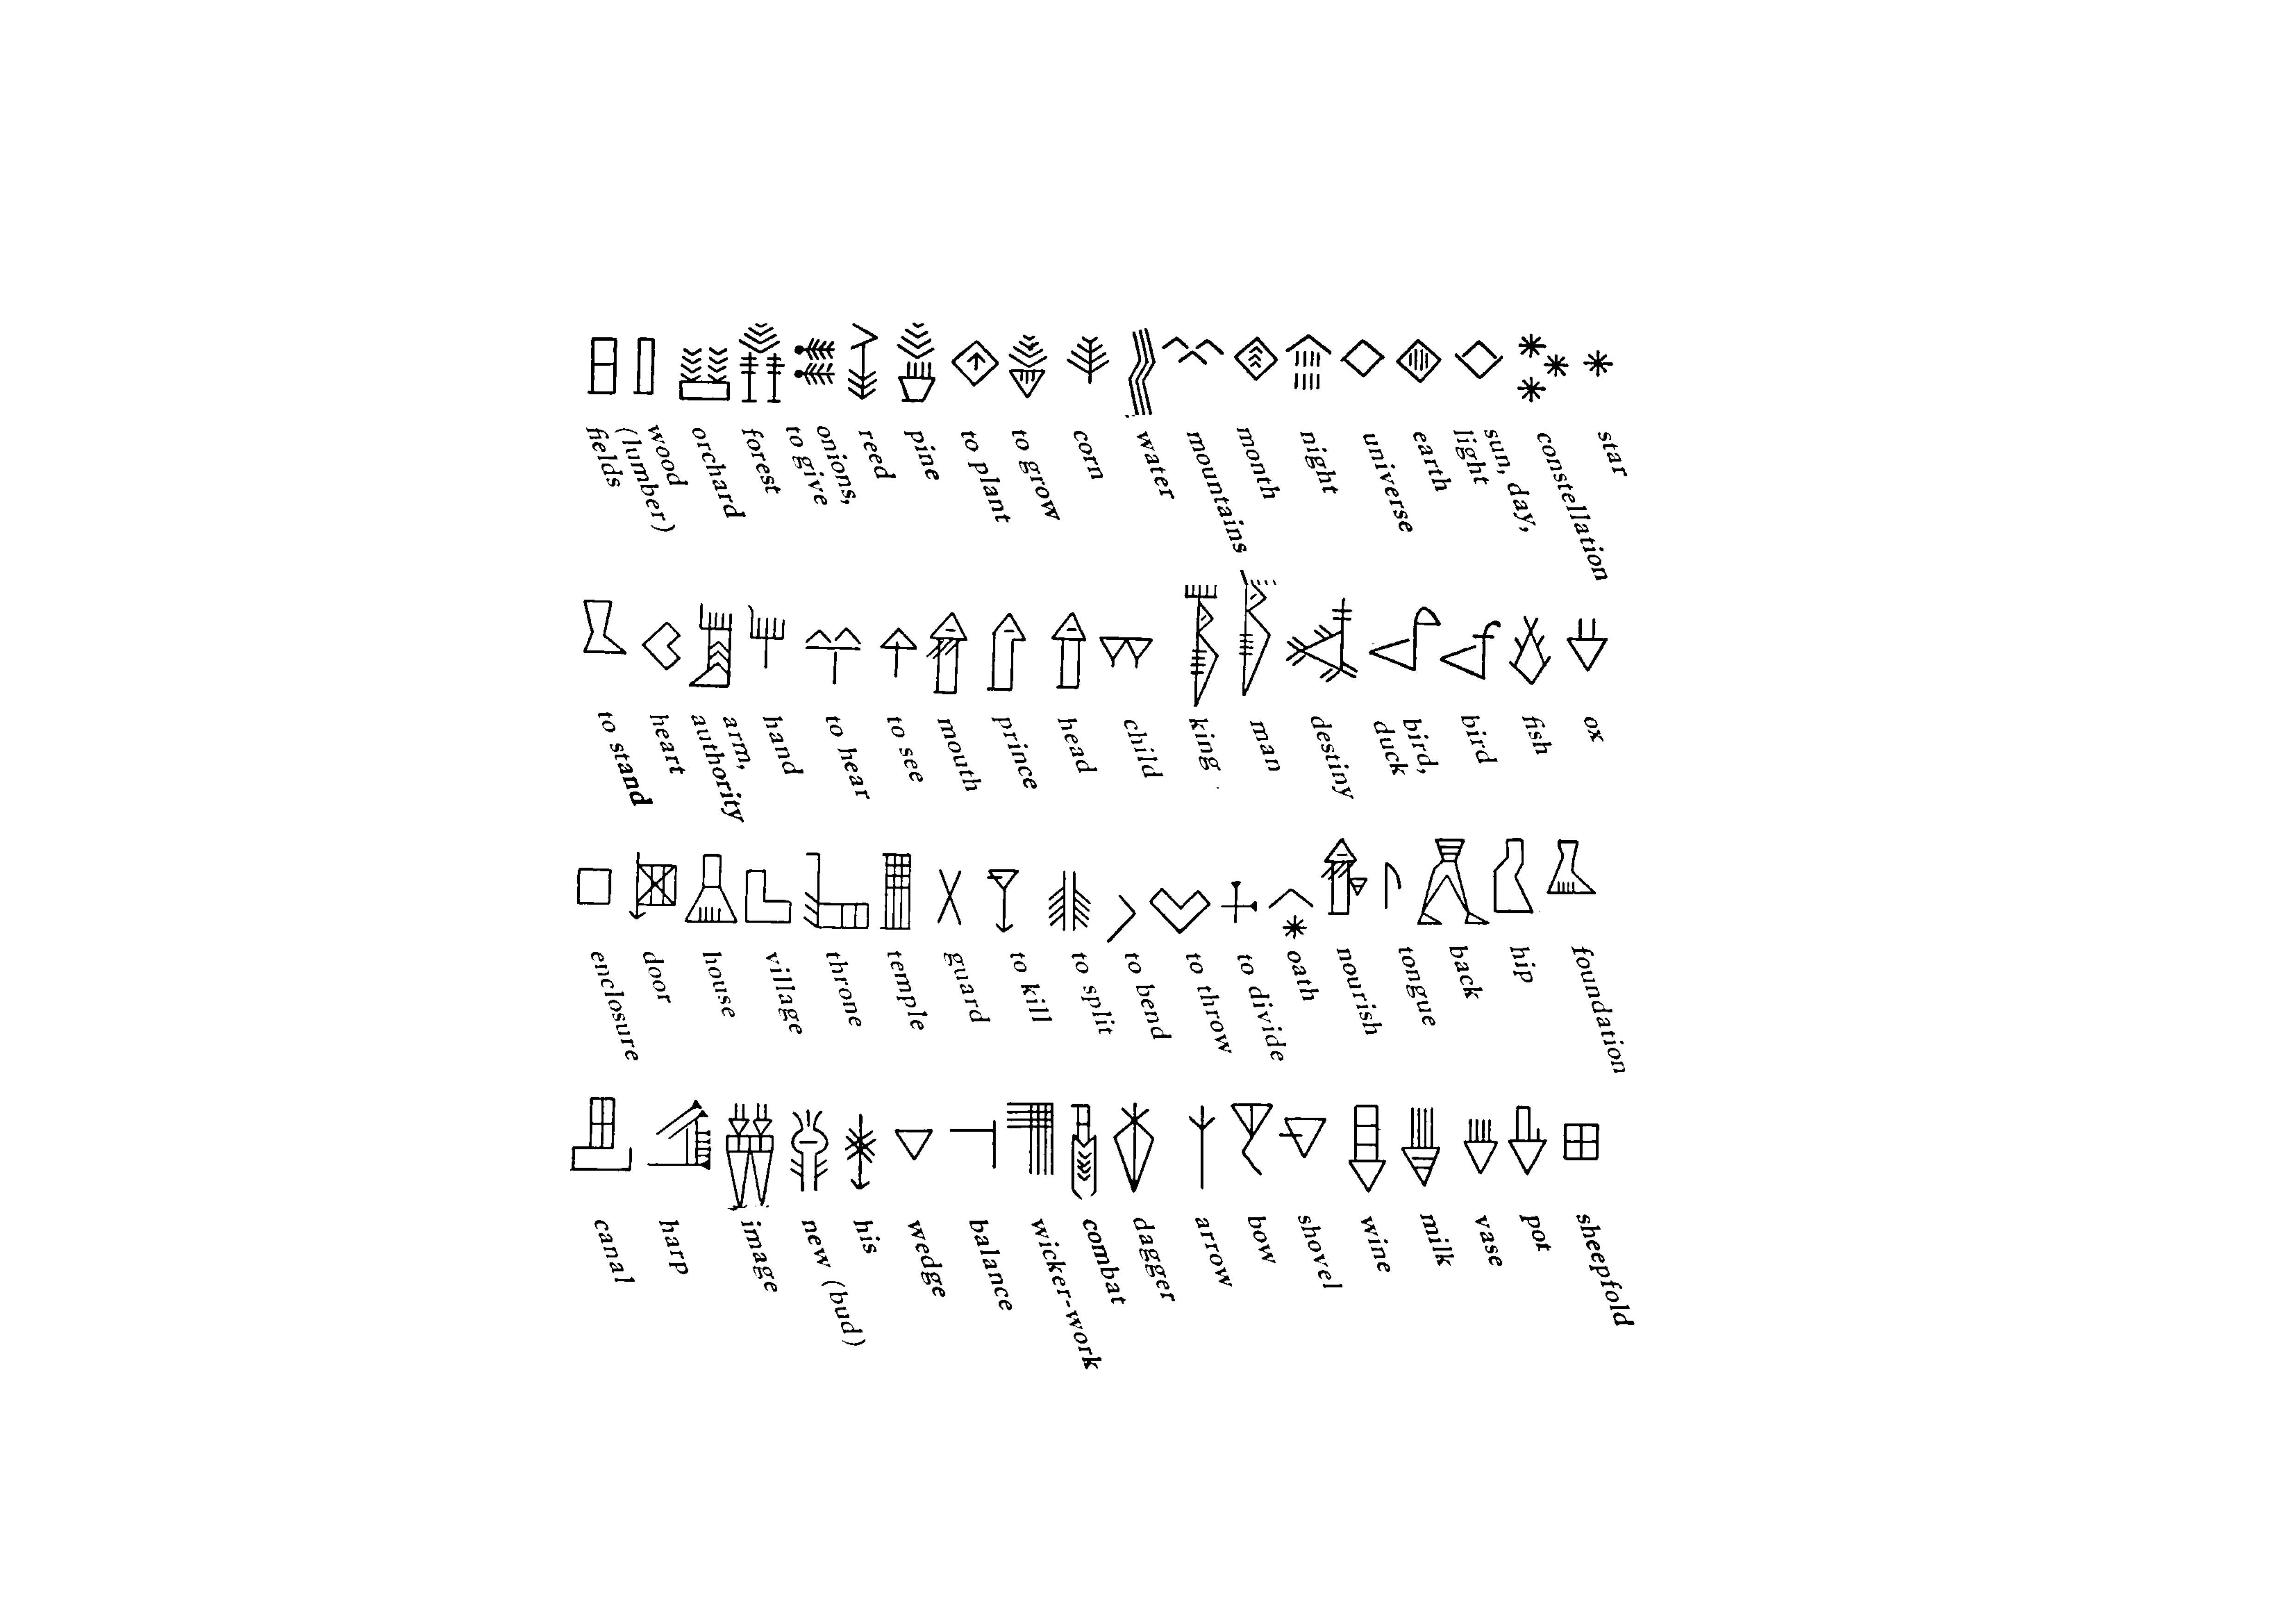 fields
wood
(lumber)
orchard
forest
onions,
to give
reed
pine
to plant
to grow
corn
water
mountains
month
night
universe
earth
sun, day,
light
constellation
star
to stand
heart
arm,
authority
hand
to hear
to see
mouth
prince
head
child
king
man
destiny
bird,
duck
bird
fish
ox
enclosure
door
house
village
throne
temple
guard
to kill
to split
to bend
to throw
to divide
oath
nourish
tongue
back
hip
foundation
canal
harp
image
new (bud)
his
wedge
balance
wicker-work
combat
dagger
arrow
bow
shovel
wine
milk
vase
pot
sheepfold